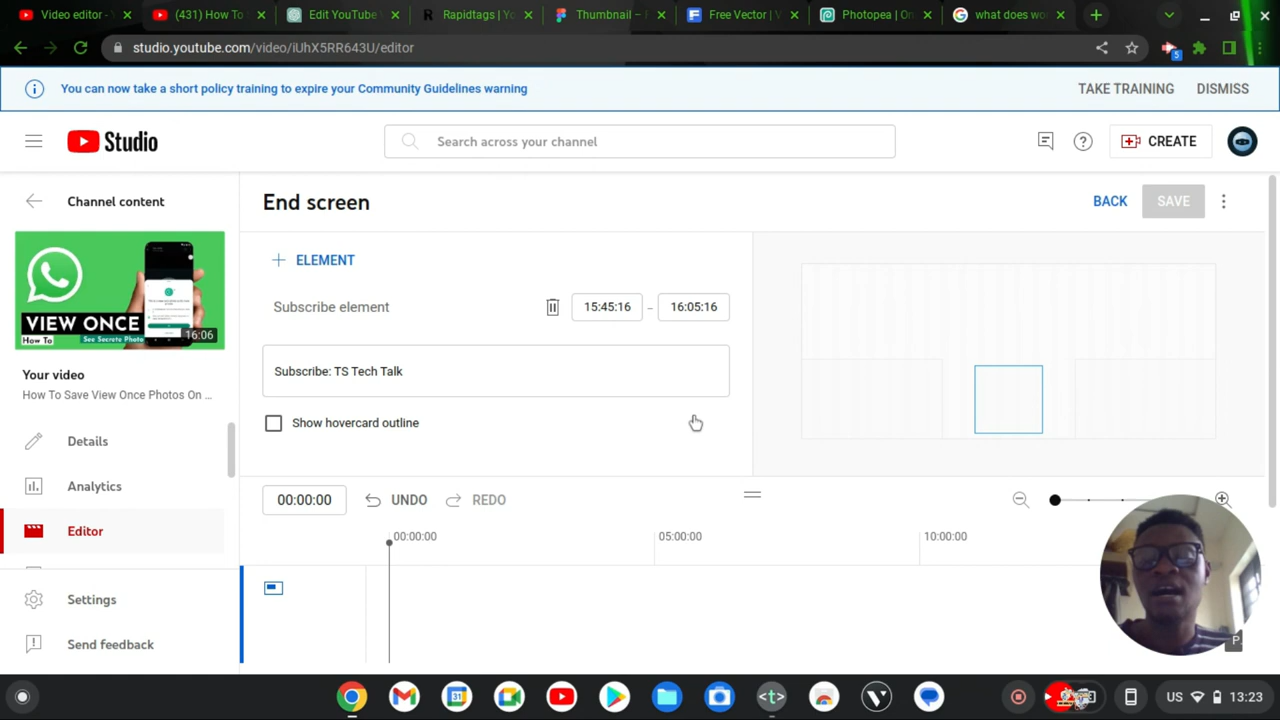 Video editor - Y
(431) How To
Edit YouTube
Rapidtags | Yo
Thumbnail –
Free Vector | V
Photopea | On
what does wo
studio.youtube.com/video/iUhX5RR643U/editor
5
You can now take a short policy training to expire your Community Guidelines warning
TAKE TRAINING
DISMISS
Studio
Search across your channel
CREATE
Channel content
End screen
BACK
SAVE
ELEMENT
Subscribe element
15:45:16
–
16:05:16
VIEW ONCE
16:06
How To
See Secrete Photo
Subscribe: TS Tech Talk
Your video
How To Save View Once Photos On ...
Show hovercard outline
Details
Analytics
Editor
00:00:00
UNDO
REDO
00:00:00
05:00:00
10:00:00
Settings
Send feedback
P
31
<t>
US
13:23